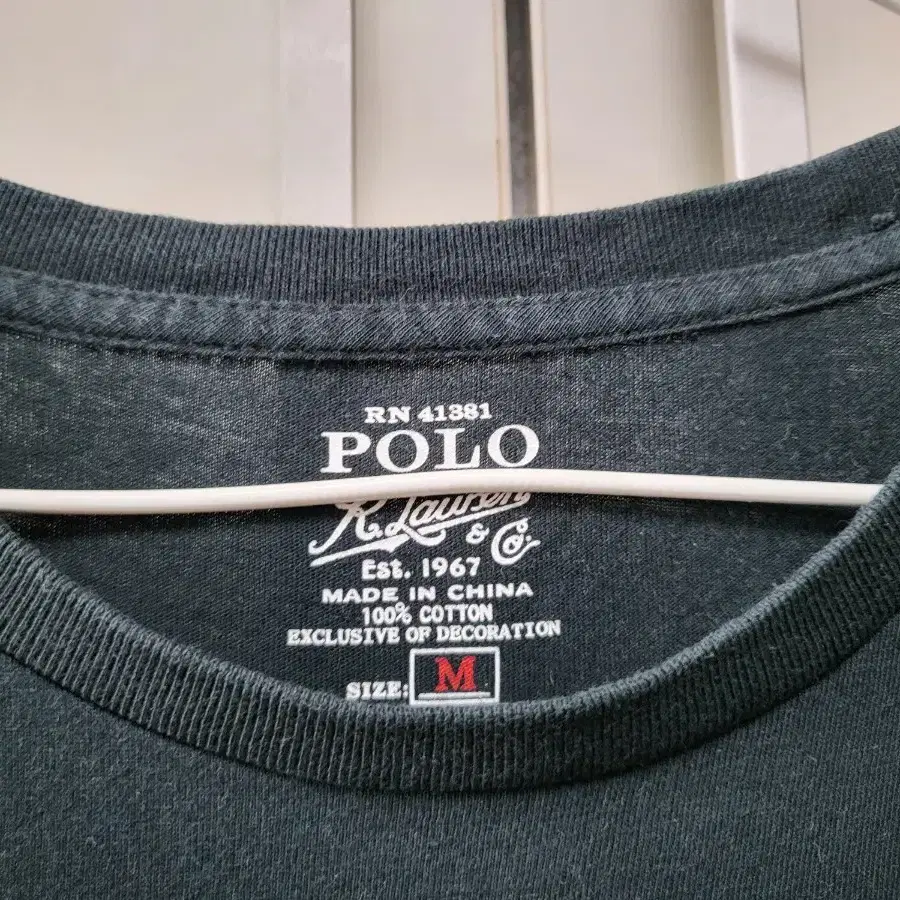 RN 41381
POLO
R. Lauren
& Co.
Est. 1967
MADE IN CHINA
100% COTTON
EXCLUSIVE OF DECORATION
SIZE: M